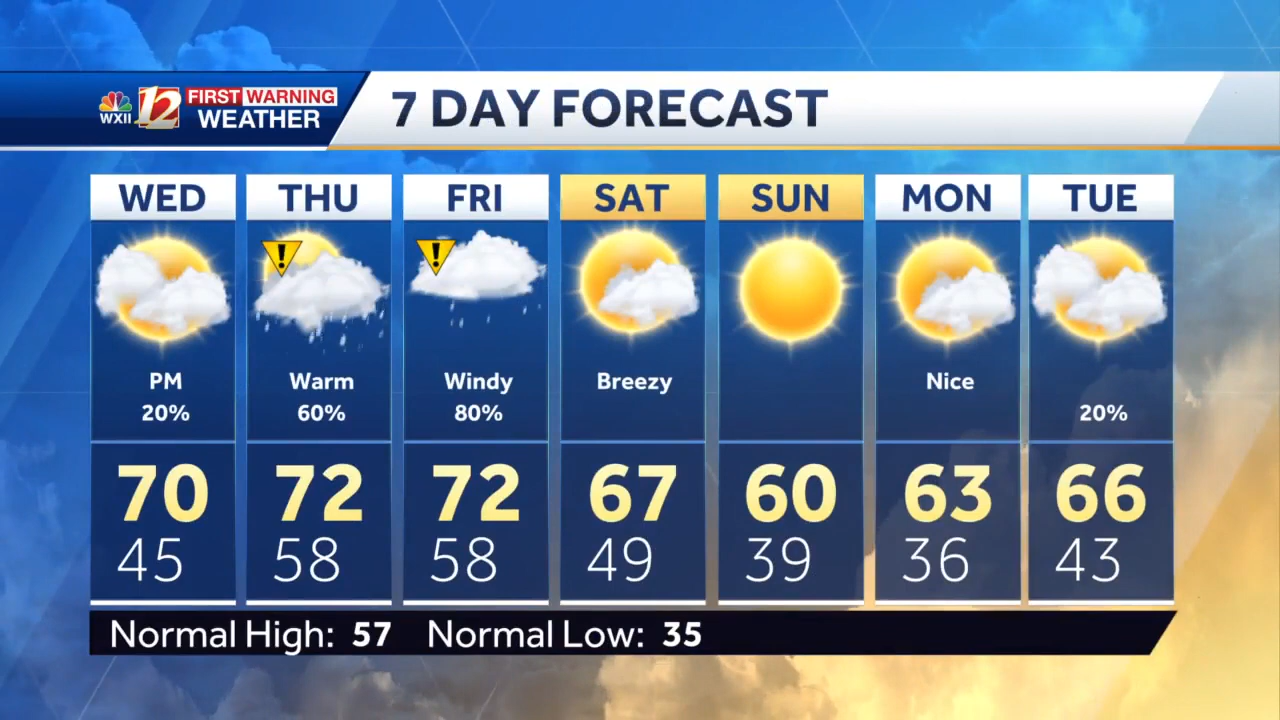 WXII 12 FIRST WARNING
WEATHER
7 DAY FORECAST
WED THU FRI SAT SUN MON TUE
! !
PM Warm Windy Breezy Nice
20% 60% 80% 20%
70 72 72 67 60 63 66
45 58 58 49 39 36 43
Normal High: 57 Normal Low: 35